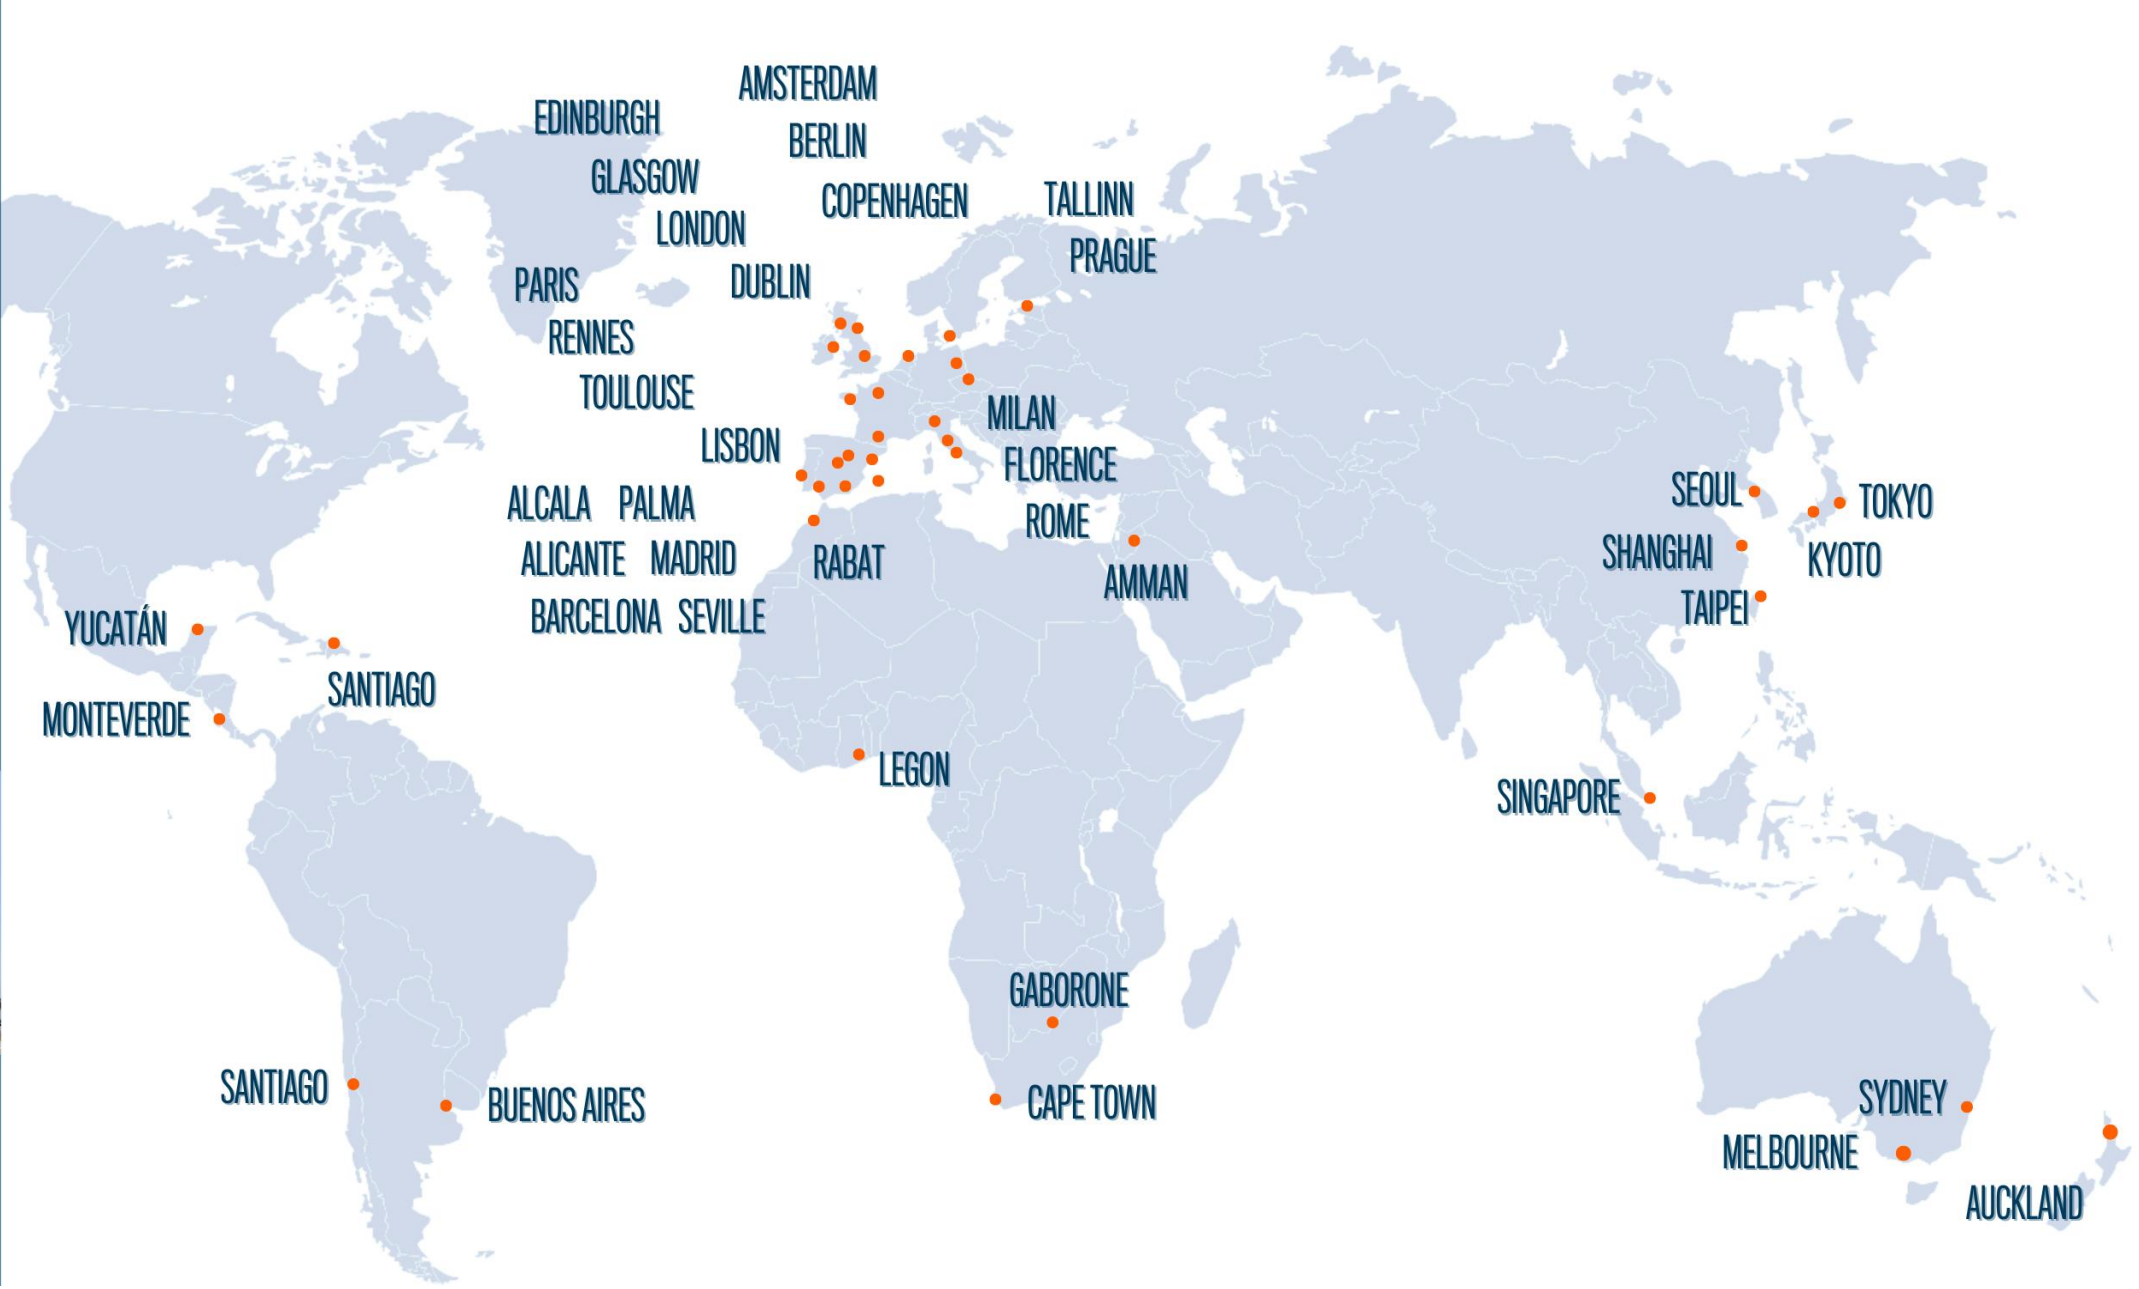 AMSTERDAM
EDINBURGH
BERLIN
GLASGOW
COPENHAGEN
TALLINN
LONDON
PRAGUE
PARIS
DUBLIN
RENNES
TOULOUSE
MILAN
LISBON
FLORENCE
ALCALA PALMA
ROME
SEOUL
TOKYO
ALICANTE MADRID
RABAT
SHANGHAI
KYOTO
AMMAN
BARCELONA SEVILLE
TAIPEI
YUCATÁN
SANTIAGO
MONTEVERDE
LEGON
SINGAPORE
GABORONE
SANTIAGO
BUENOS AIRES
CAPE TOWN
SYDNEY
MELBOURNE
AUCKLAND